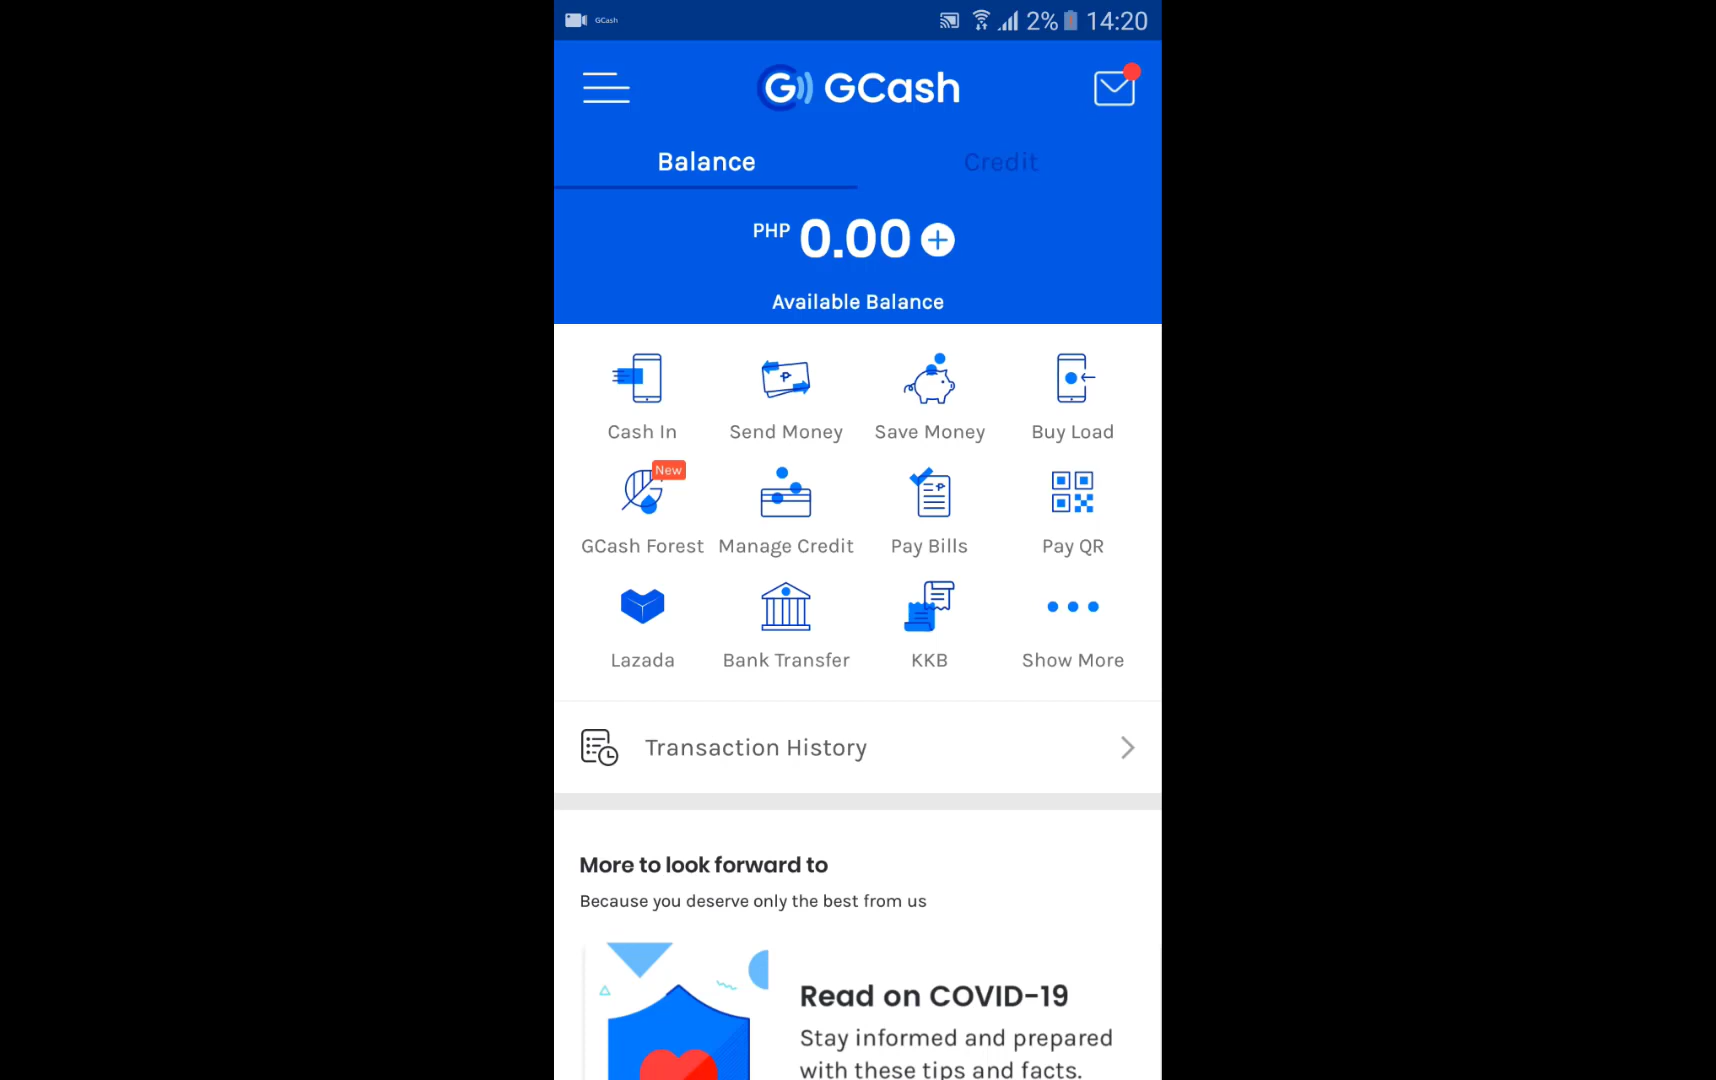 GCash 2% 14:20
GCash
Balance Credit
PHP 0.00
Available Balance
Cash In Send Money Save Money Buy Load
New
GCash Forest Manage Credit Pay Bills Pay QR
Lazada Bank Transfer KKB Show More
Transaction History
More to look forward to
Because you deserve only the best from us
Read on COVID-19
Stay informed and prepared
with these tips and facts.